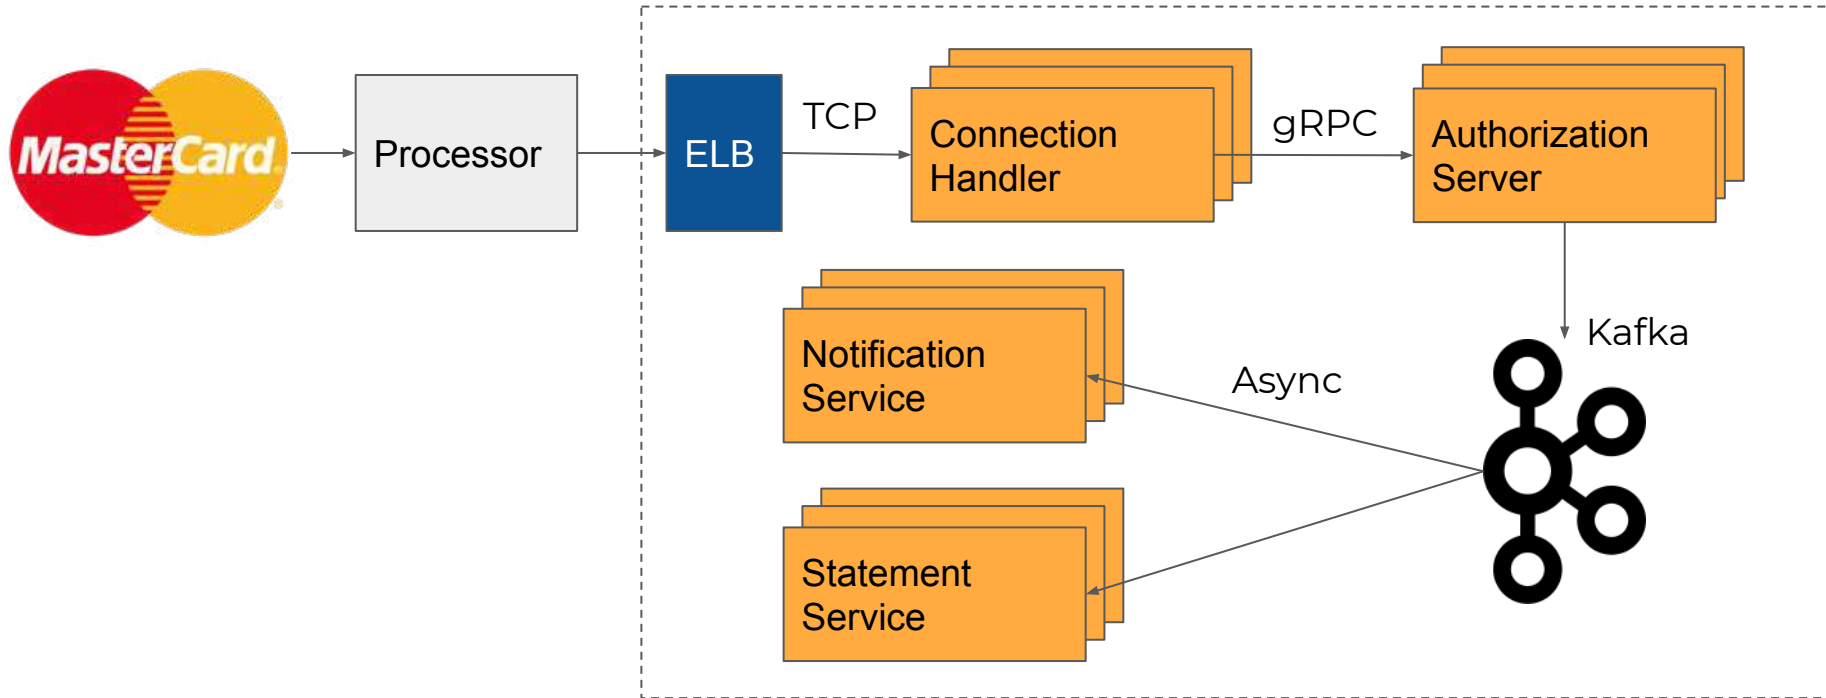 MasterCard
Processor
ELB
TCP
Connection
Handler
gRPC
Authorization
Server
Notification
Service
Async
Kafka
Statement
Service